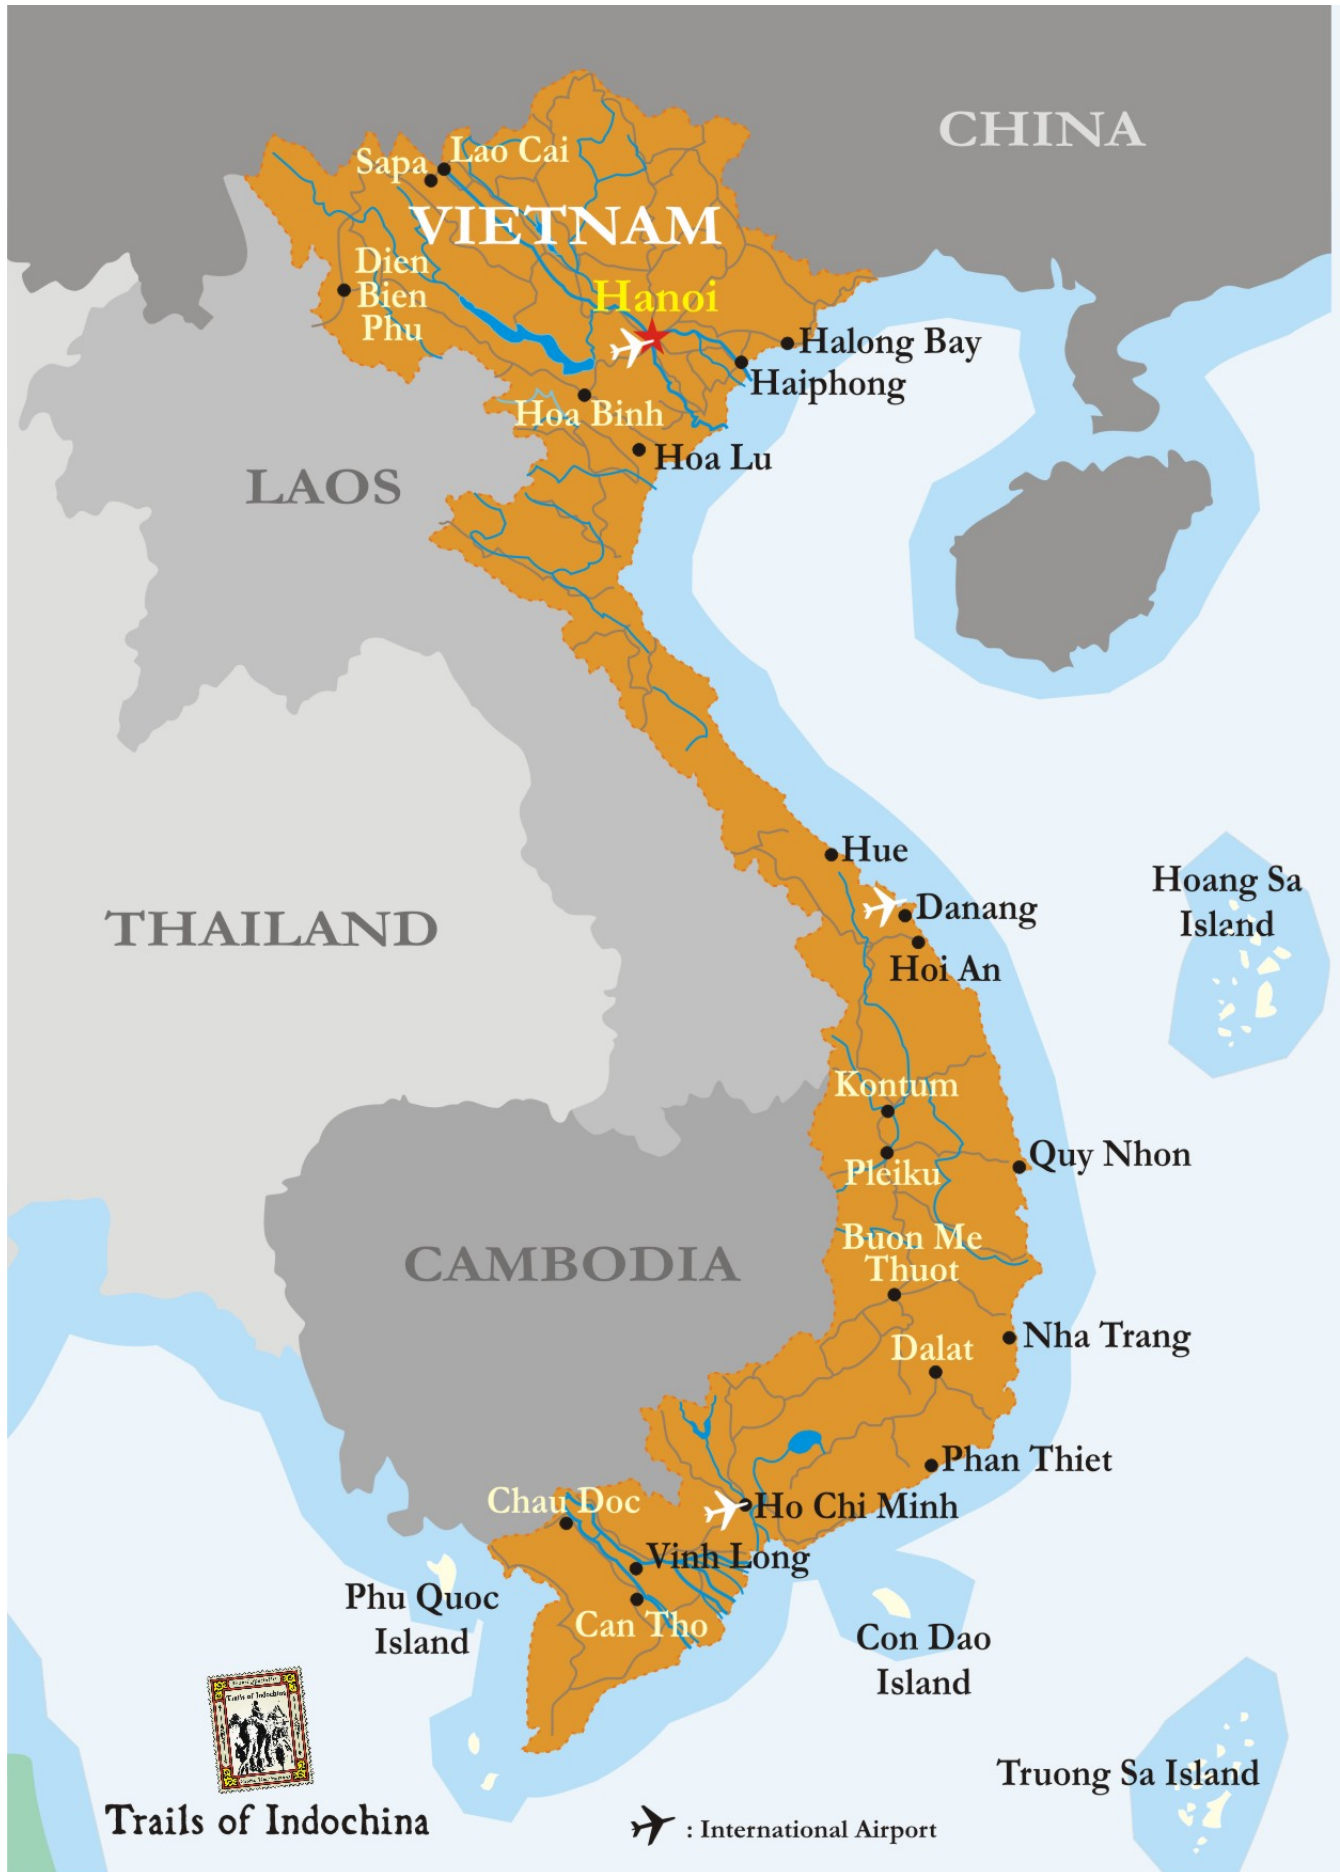 CHINA
Lao Cai
Sapa
VIETNAM
Dien
Bien
Phu
Hanoi
Halong Bay
Haiphong
Hoa Binh
Hoa Lu
LAOS
Hue
Hoang Sa
Island
Danang
THAILAND
Hoi An
Kontum
Quy Nhon
Pleiku
Buon Me
Thuot
CAMBODIA
Nha Trang
Dalat
Phan Thiet
Chau Doc
Ho Chi Minh
Vinh Long
Phu Quoc
Island
Can Tho
Con Dao
Island
Trails of Indochina
Truong Sa Island
Trails of Indochina
: International Airport